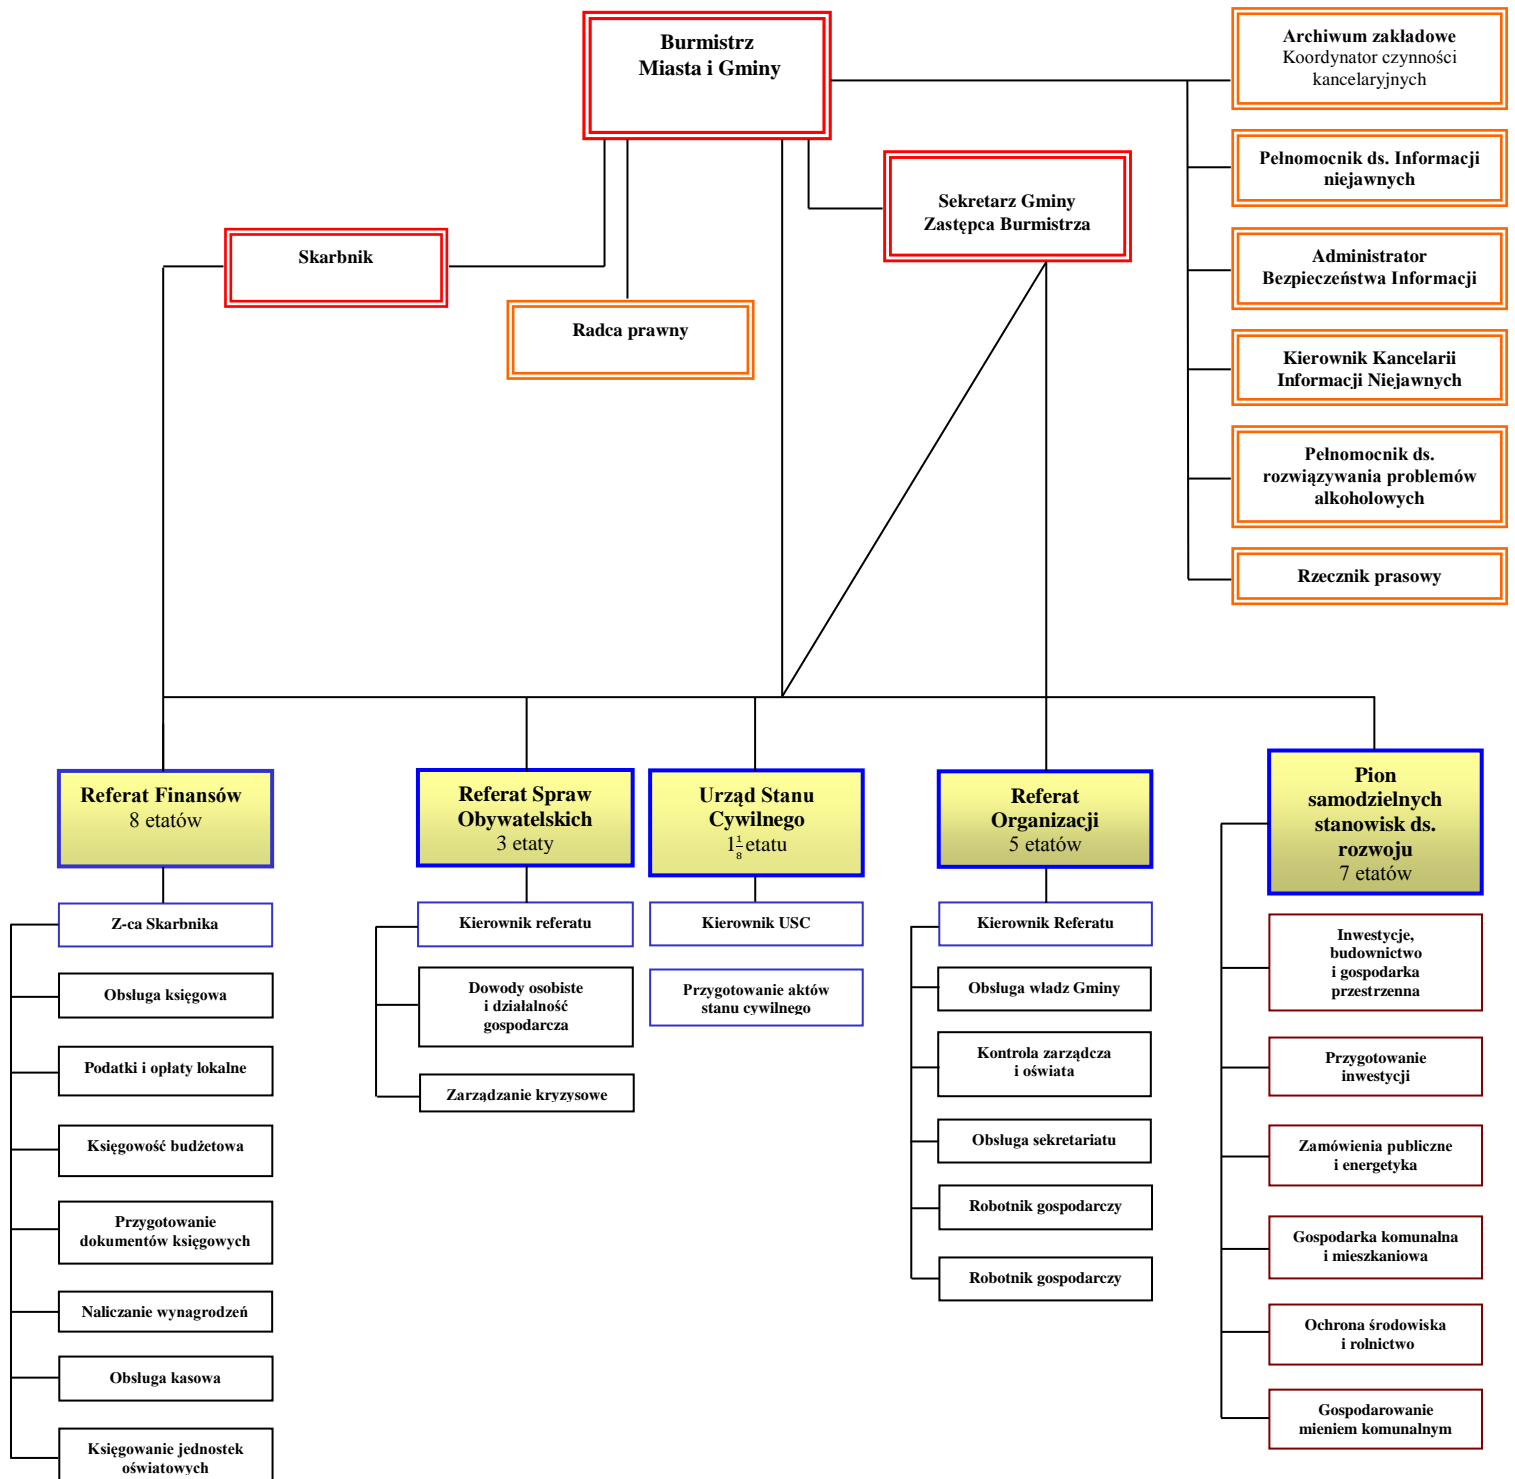 Burmistrz
Miasta i Gminy
Archiwum zakładowe
Koordynator czynności
kancelaryjnych
Pełnomocnik ds. Informacji
niejawnych
Sekretarz Gminy
Zastępca Burmistrza
Skarbnik
Administrator
Bezpieczeństwa Informacji
Radca prawny
Kierownik Kancelarii
Informacji Niejawnych
Pełnomocnik ds.
rozwiązywania problemów
alkoholowych
Rzecznik prasowy
Referat Finansów
8 etatów
Referat Spraw
Obywatelskich
3 etaty
Urząd Stanu
Cywilnego
1 1/8 etatu
Referat
Organizacji
5 etatów
Pion
samodzielnych
stanowisk ds.
rozwoju
7 etatów
Z-ca Skarbnika
Obsługa księgowa
Podatki i opłaty lokalne
Księgowość budżetowa
Przygotowanie
dokumentów księgowych
Naliczanie wynagrodzeń
Obsługa kasowa
Księgowanie jednostek
oświatowych
Kierownik referatu
Dowody osobiste
i działalność
gospodarcza
Zarządzanie kryzysowe
Kierownik USC
Przygotowanie aktów
stanu cywilnego
Kierownik Referatu
Obsługa władz Gminy
Kontrola zarządcza
i oświata
Obsługa sekretariatu
Robotnik gospodarczy
Robotnik gospodarczy
Inwestycje,
budownictwo
i gospodarka
przestrzenna
Przygotowanie
inwestycji
Zamówienia publiczne
i energetyka
Gospodarka komunalna
i mieszkaniowa
Ochrona środowiska
i rolnictwo
Gospodarowanie
mieniem komunalnym